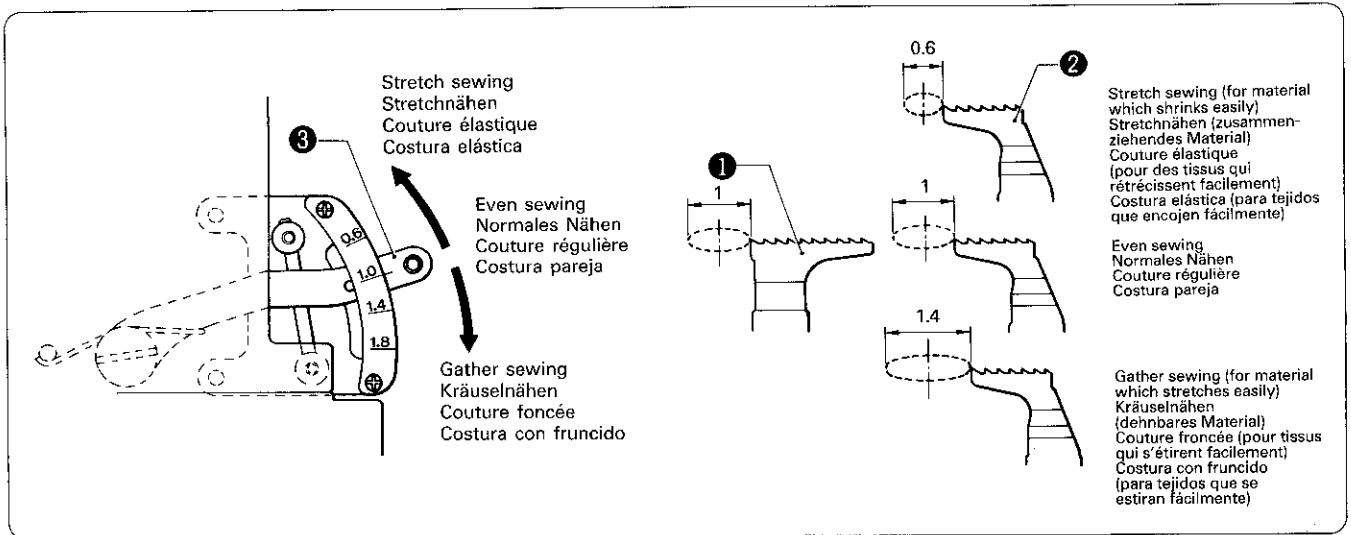 Stretch sewing
Stretchnähen
Couture élastique
Costura elástica
3
Even sewing
Normales Nähen
Couture régulière
Costura pareja
0.6
1.0
1.4
1.8
Gather sewing
Kräuselnähen
Couture foncée
Costura con fruncido
1
1
0.6
2
1
1.4
Stretch sewing (for material
which shrinks easily)
Stretchnähen (zusammen-
ziehendes Material)
Couture élastique
(pour des tissus qui
rétrécissent facilement)
Costura elástica (para tejidos
que encojen fácilmente)
Even sewing
Normales Nähen
Couture régulière
Costura pareja
Gather sewing (for material
which stretches easily)
Kräuselnähen
(dehnbares Material)
Couture froncée (pour tissus
qui s'étirent facilement)
Costura con fruncido
(para tejidos que se
estiran fácilmente)